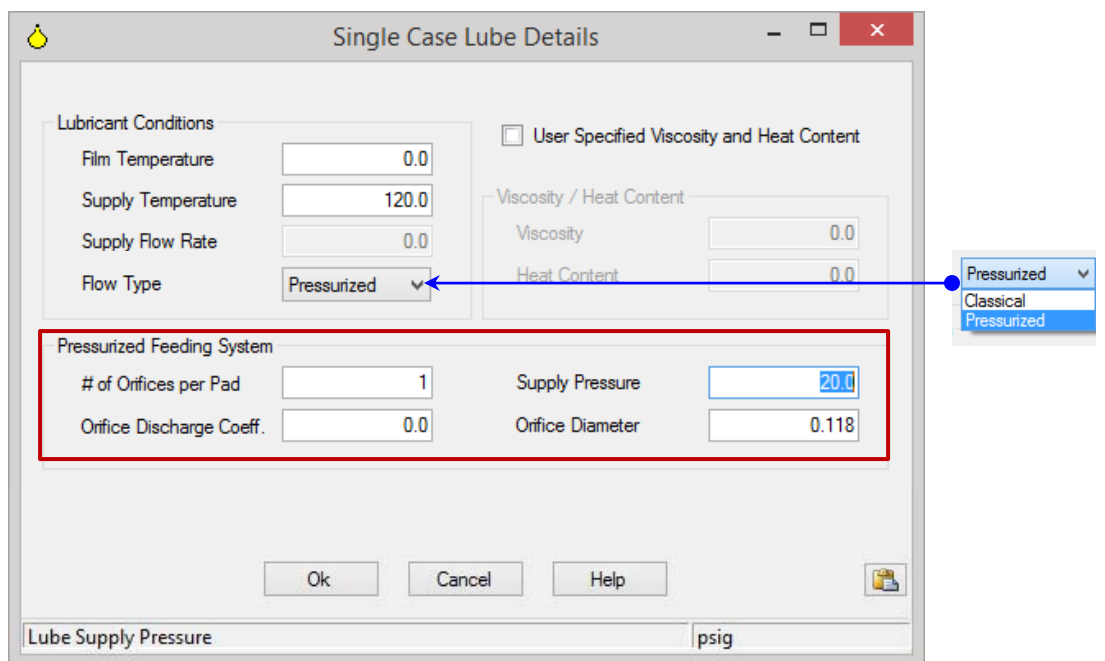 Single Case Lube Details
Lubricant Conditions
Film Temperature 0.0
Supply Temperature 120.0
Supply Flow Rate 0.0
Flow Type Pressurized
User Specified Viscosity and Heat Content
Viscosity / Heat Content
Viscosity 0.0
Heat Content 0.0
Pressurized
Classical
Pressurized
Pressurized Feeding System
# of Orifices per Pad 1 Supply Pressure 20.0
Orifice Discharge Coeff. 0.0 Orifice Diameter 0.118
Ok Cancel Help
Lube Supply Pressure psig